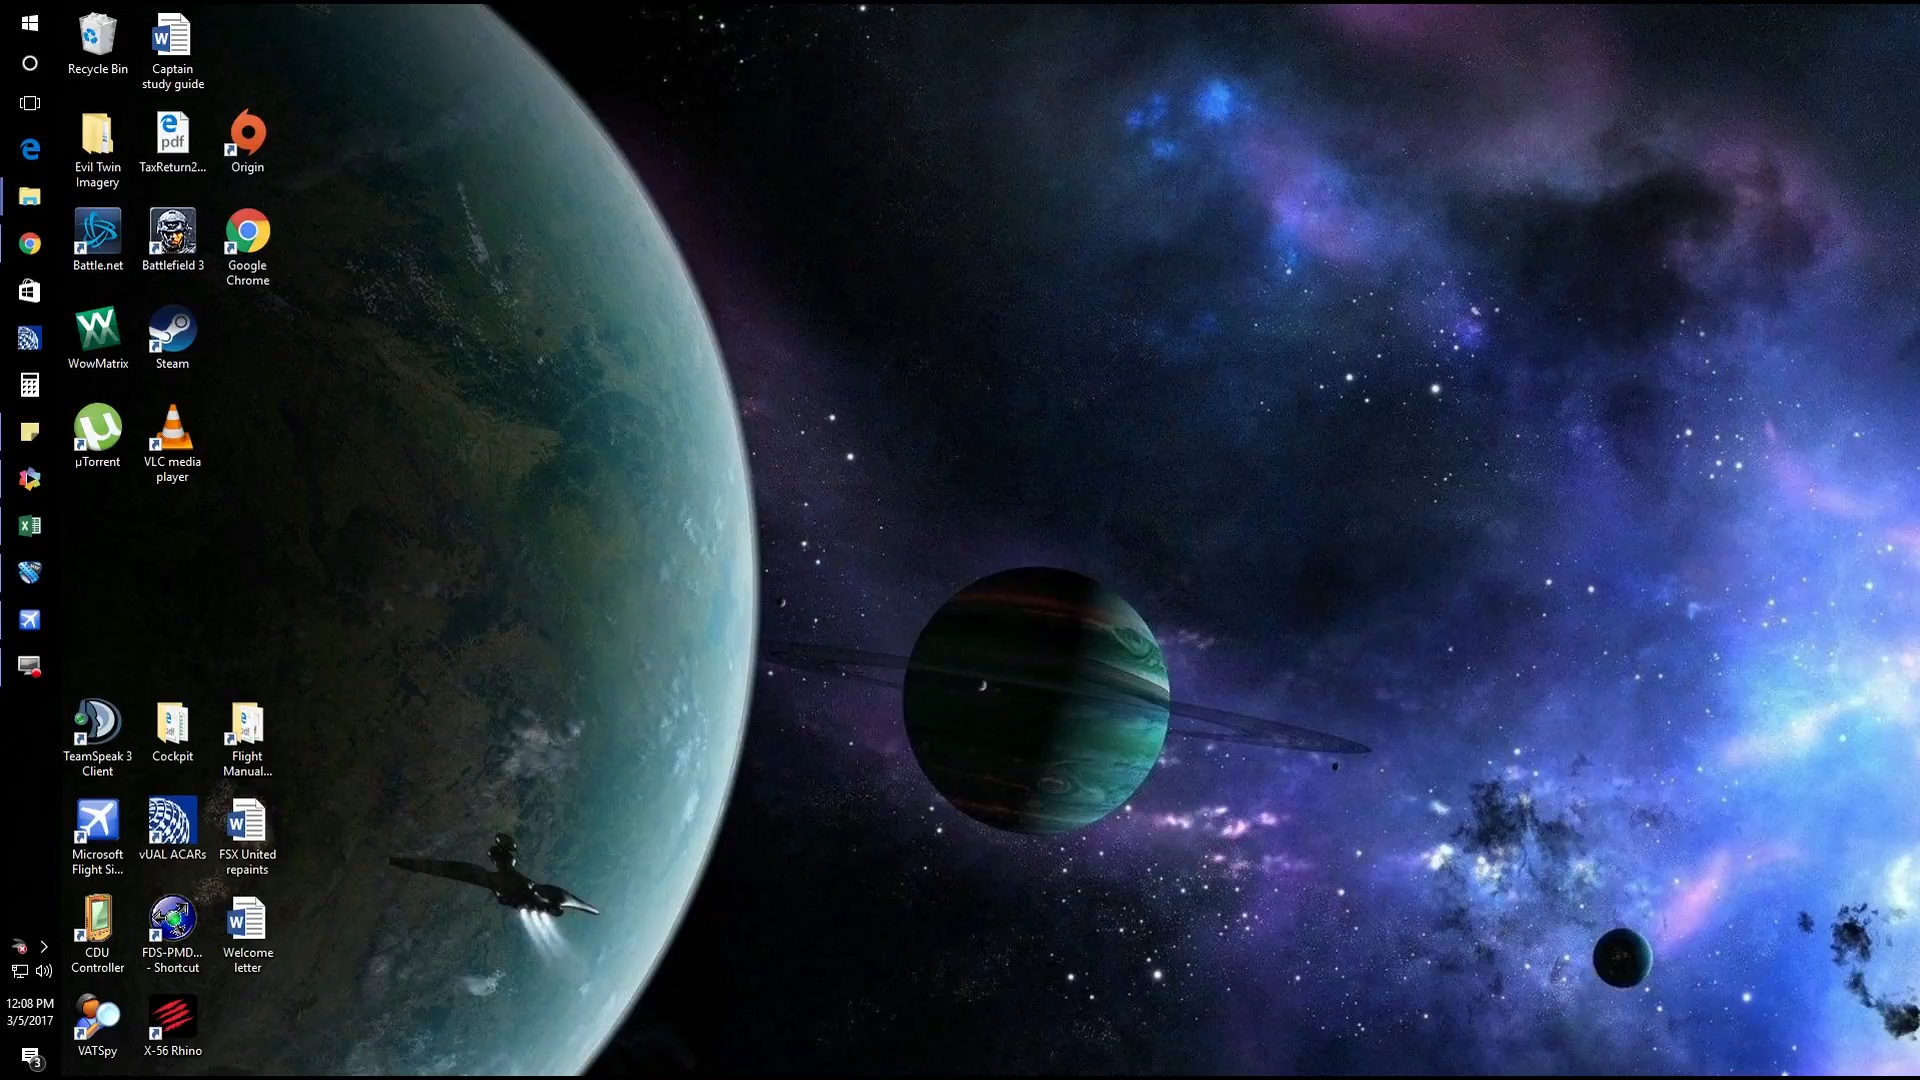 Recycle Bin
Captain
study guide
Evil Twin
Imagery
pdf
TaxReturn2...
Origin
Battle.net
Battlefield 3
Google
Chrome
WowMatrix
Steam
µTorrent
VLC media
player
TeamSpeak 3
Client
Cockpit
Flight
Manual...
Microsoft
Flight Si...
vUAL ACARs
FSX United
repaints
CDU
Controller
FDS-PMD...
- Shortcut
Welcome
letter
VATSpy
X-56 Rhino
12:08 PM
3/5/2017
3